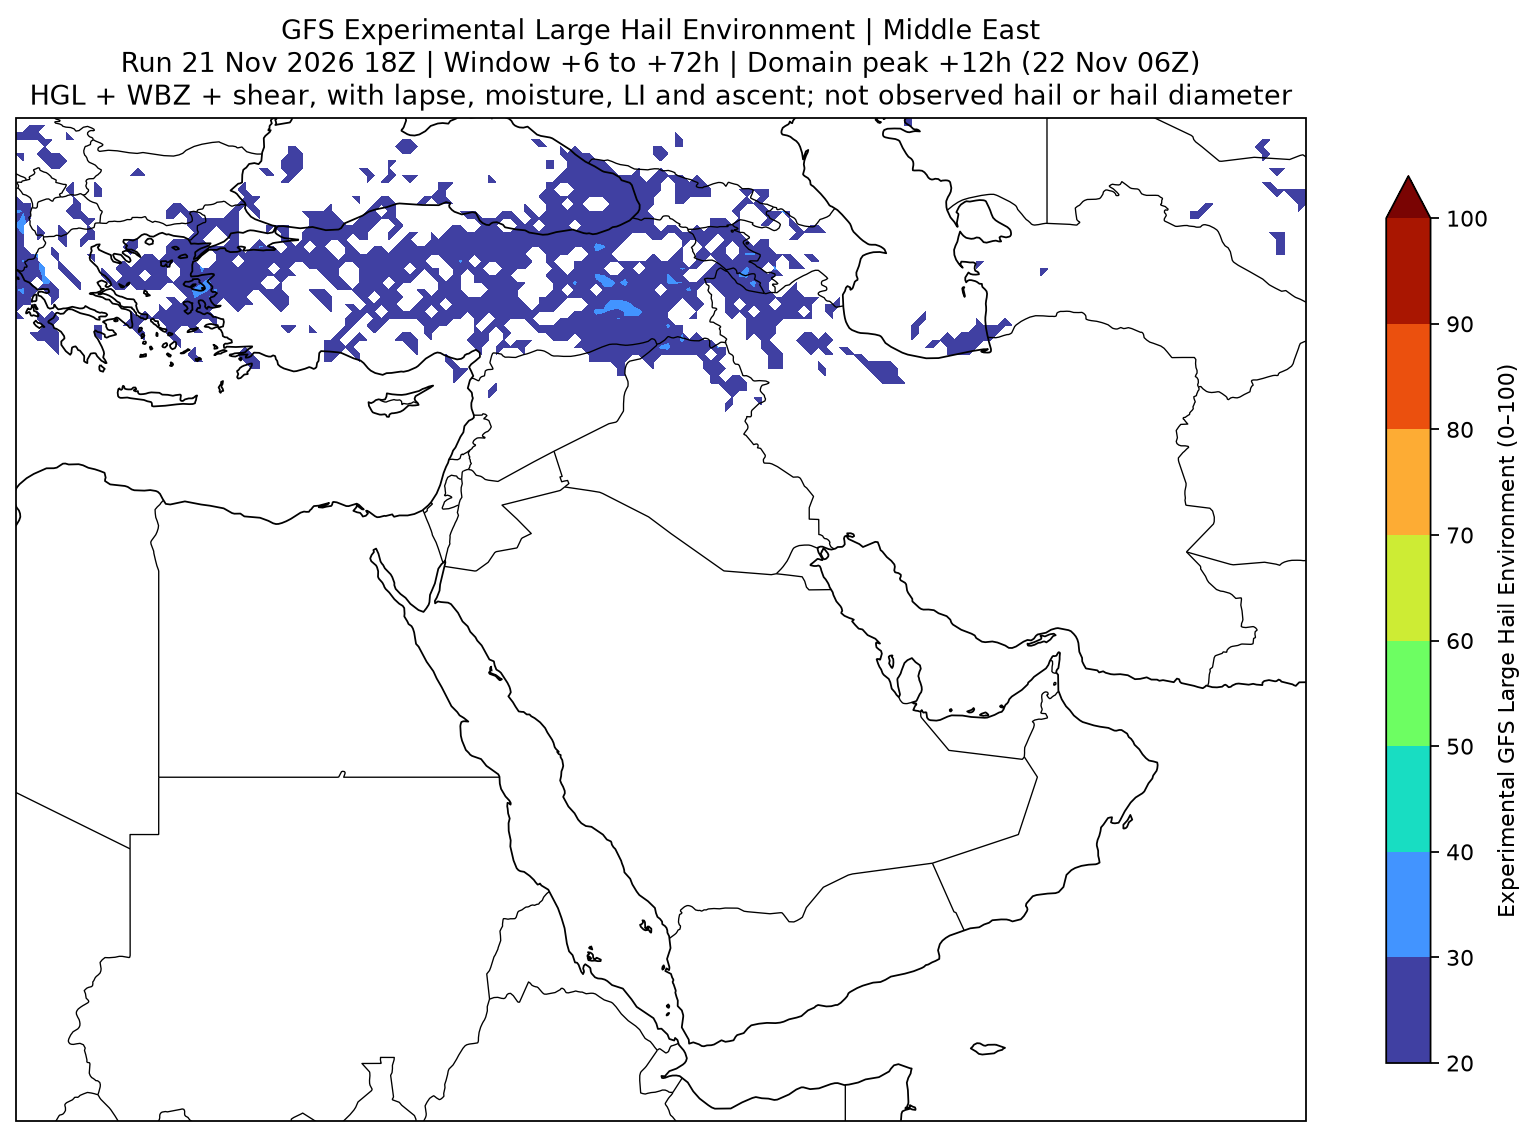 GFS Experimental Large Hail Environment | Middle East
Run 21 Nov 2026 18Z | Window +6 to +72h | Domain peak +12h (22 Nov 06Z)
HGL + WBZ + shear, with lapse, moisture, LI and ascent; not observed hail or hail diameter
100
90
80
70
60
50
40
30
20
Experimental GFS Large Hail Environment (0–100)